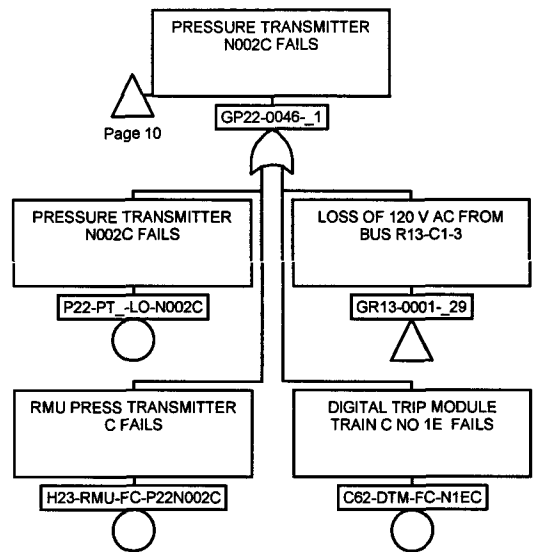 PRESSURE TRANSMITTER
N002C FAILS
Page 10
GP22-0046-_1
PRESSURE TRANSMITTER
N002C FAILS
P22-PT_-LO-N002C
LOSS OF 120 V AC FROM
BUS R13-C1-3
GR13-0001-_29
RMU PRESS TRANSMITTER
C FAILS
H23-RMU-FC-P22N002C
DIGITAL TRIP MODULE
TRAIN C NO 1E FAILS
C62-DTM-FC-N1EC